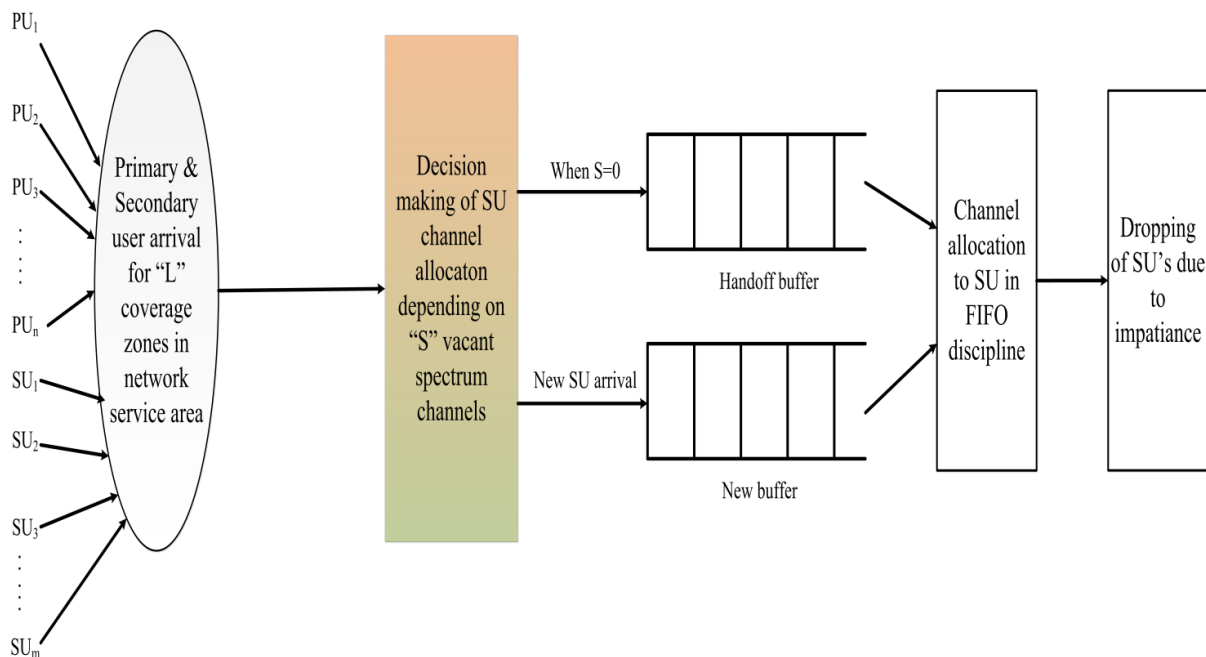 PU1
PU2
PU3
PUn
SU1
SU2
SU3
SUm
Primary &
Secondary
user arrival
for “L”
coverage
zones in
network
service area
Decision
making of SU
channel
allocaton
depending on
“S” vacant
spectrum
channels
When S=0
Handoff buffer
New SU arrival
New buffer
Channel
allocation
to SU in
FIFO
discipline
Dropping
of SU’s due
to
impatiance